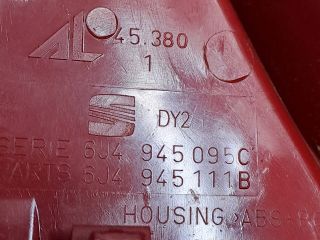 AL 45.380
1
DY2
SERIE 6J4 945 095C
PARTS 6J4 945 111B
HOUSING >ABS+